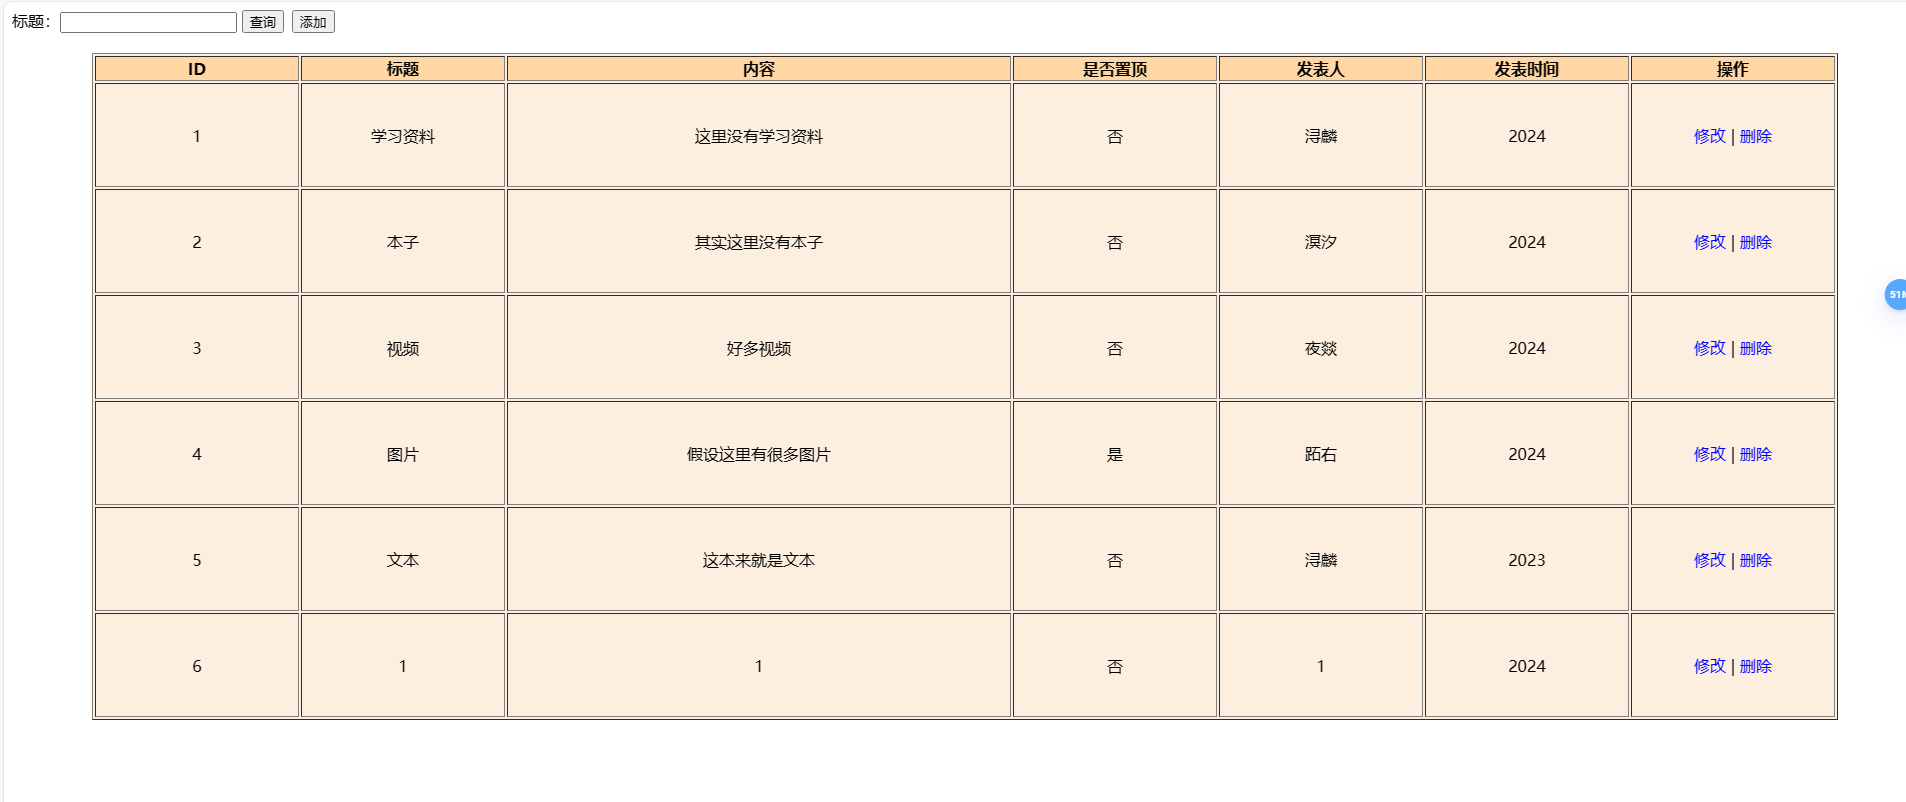 标题： 查询 添加
ID 标题 内容 是否置顶 发表人 发表时间 操作
1 学习资料 这里没有学习资料 否 浔麟 2024 修改 | 删除
2 本子 其实这里没有本子 否 溟汐 2024 修改 | 删除
3 视频 好多视频 否 夜燚 2024 修改 | 删除
4 图片 假设这里有很多图片 是 跖右 2024 修改 | 删除
5 文本 这本来就是文本 否 浔麟 2023 修改 | 删除
6 1 1 否 1 2024 修改 | 删除